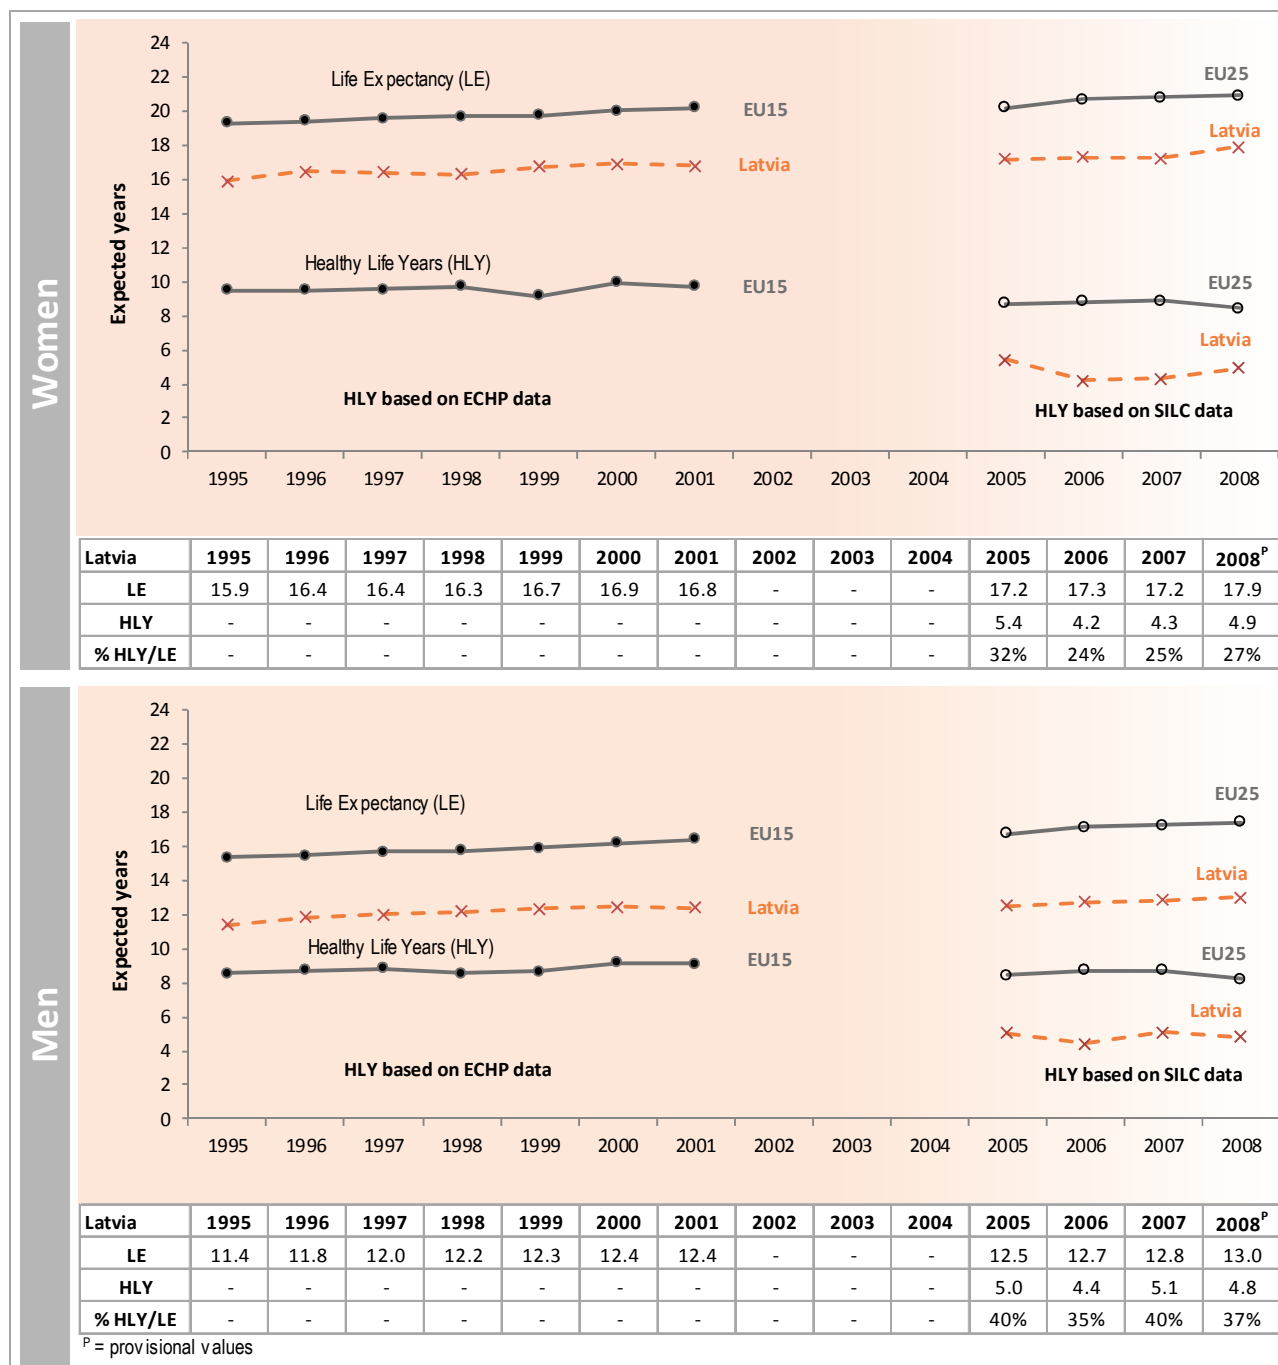 Women
Expected years
24
22
20
18
16
14
12
10
8
6
4
2
0
Life Expectancy (LE)
EU15
Latvia
EU25
Latvia
Healthy Life Years (HLY)
EU15
EU25
Latvia
HLY based on ECHP data
HLY based on SILC data
1995 1996 1997 1998 1999 2000 2001 2002 2003 2004 2005 2006 2007 2008
Latvia 1995 1996 1997 1998 1999 2000 2001 2002 2003 2004 2005 2006 2007 2008P
LE 15.9 16.4 16.4 16.3 16.7 16.9 16.8 - - - 17.2 17.3 17.2 17.9
HLY - - - - - - - - - - 5.4 4.2 4.3 4.9
% HLY/LE - - - - - - - - - - 32% 24% 25% 27%
Men
Expected years
24
22
20
18
16
14
12
10
8
6
4
2
0
Life Expectancy (LE)
EU15
Latvia
EU25
Latvia
Healthy Life Years (HLY)
EU15
EU25
Latvia
HLY based on ECHP data
HLY based on SILC data
1995 1996 1997 1998 1999 2000 2001 2002 2003 2004 2005 2006 2007 2008
Latvia 1995 1996 1997 1998 1999 2000 2001 2002 2003 2004 2005 2006 2007 2008P
LE 11.4 11.8 12.0 12.2 12.3 12.4 12.4 - - - 12.5 12.7 12.8 13.0
HLY - - - - - - - - - - 5.0 4.4 5.1 4.8
% HLY/LE - - - - - - - - - - 40% 35% 40% 37%
P = provisional values